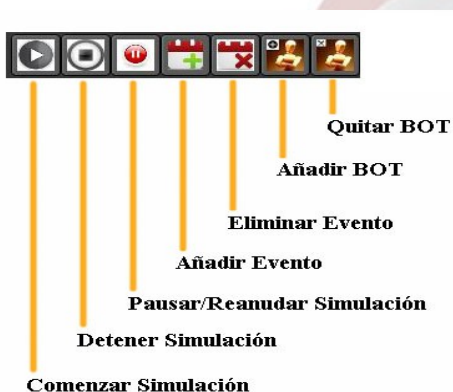 Quitar BOT
Añadir BOT
Eliminar Evento
Añadir Evento
Pausar/Reanudar Simulación
Detener Simulación
Comenzar Simulación